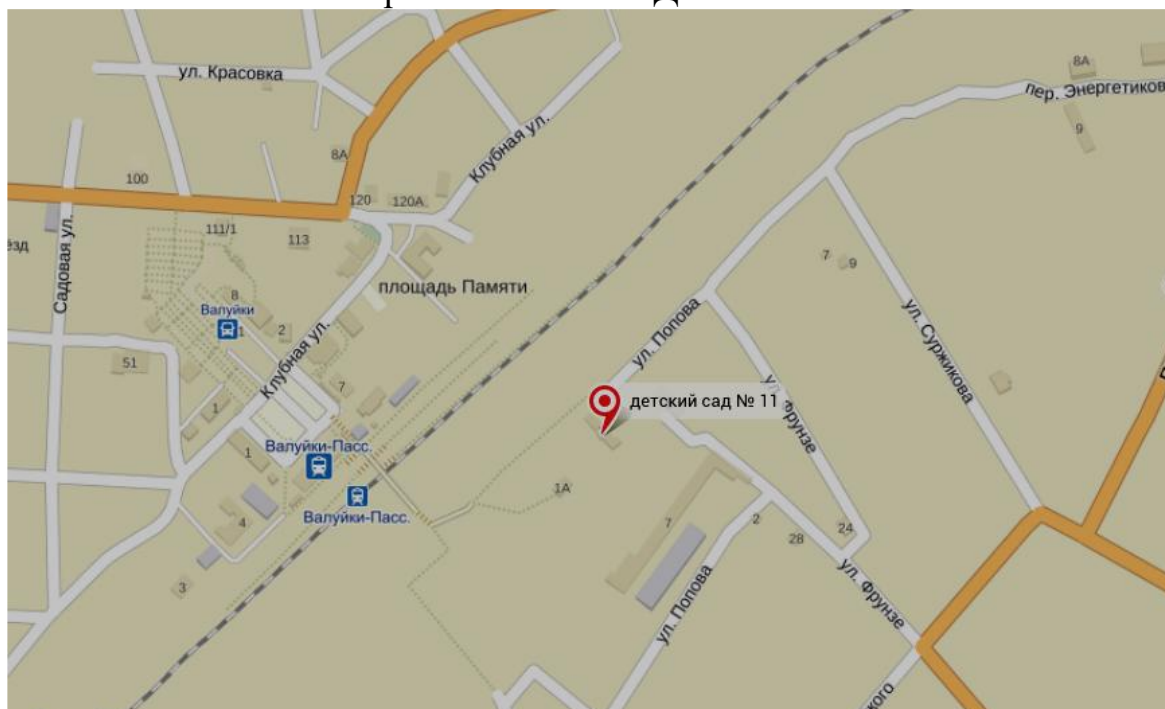 ул. Красовка
8А
пер. Энергетиков
9
Клубная ул.
8А
100
120
120А
111/1
113
Садовая ул.
7
9
площадь Памяти
8
Валуйки
1
2
ул. Попова
ул. Суржикова
Клубная ул.
51
7
ул. Фрунзе
детский сад № 11
1
1
Валуйки-Пасс.
Валуйки-Пасс.
1А
4
7
2
28
24
3
ул. Попова
ул. Фрунзе